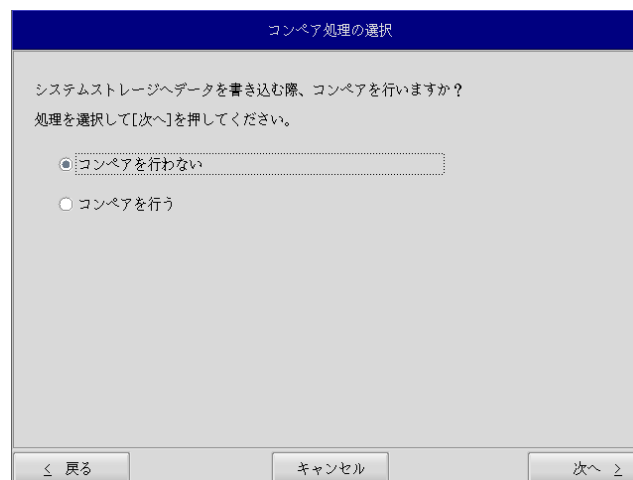 コンペア処理の選択
システムストレージへデータを書き込む際、コンペアを行いますか？
処理を選択して[次へ]を押してください。
コンペアを行わない
コンペアを行う
< 戻る
キャンセル
次へ >